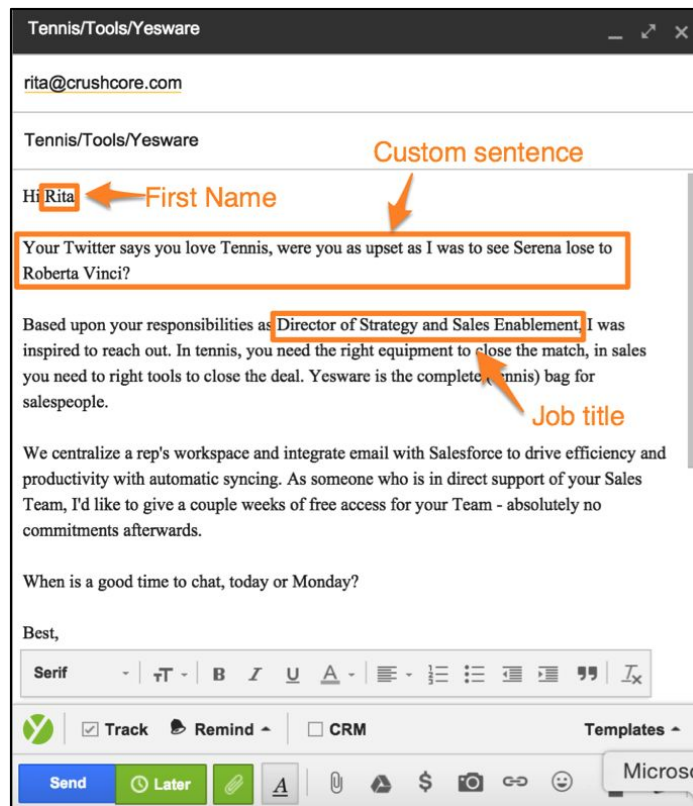 Tennis/Tools/Yesware
rita@crushcore.com
Tennis/Tools/Yesware
Custom sentence
Hi Rita
First Name
Your Twitter says you love Tennis, were you as upset as I was to see Serena lose to
Roberta Vinci?
Based upon your responsibilities as Director of Strategy and Sales Enablement, I was
inspired to reach out. In tennis, you need the right equipment to close the match, in sales
you need to right tools to close the deal. Yesware is the complete (tennis) bag for
salespeople.
Job title
We centralize a rep's workspace and integrate email with Salesforce to drive efficiency and
productivity with automatic syncing. As someone who is in direct support of your Sales
Team, I'd like to give a couple weeks of free access for your Team - absolutely no
commitments afterwards.
When is a good time to chat, today or Monday?
Best,
Serif TT B I U A Tx
Y Track Remind CRM Templates
Send Later A $ Microso